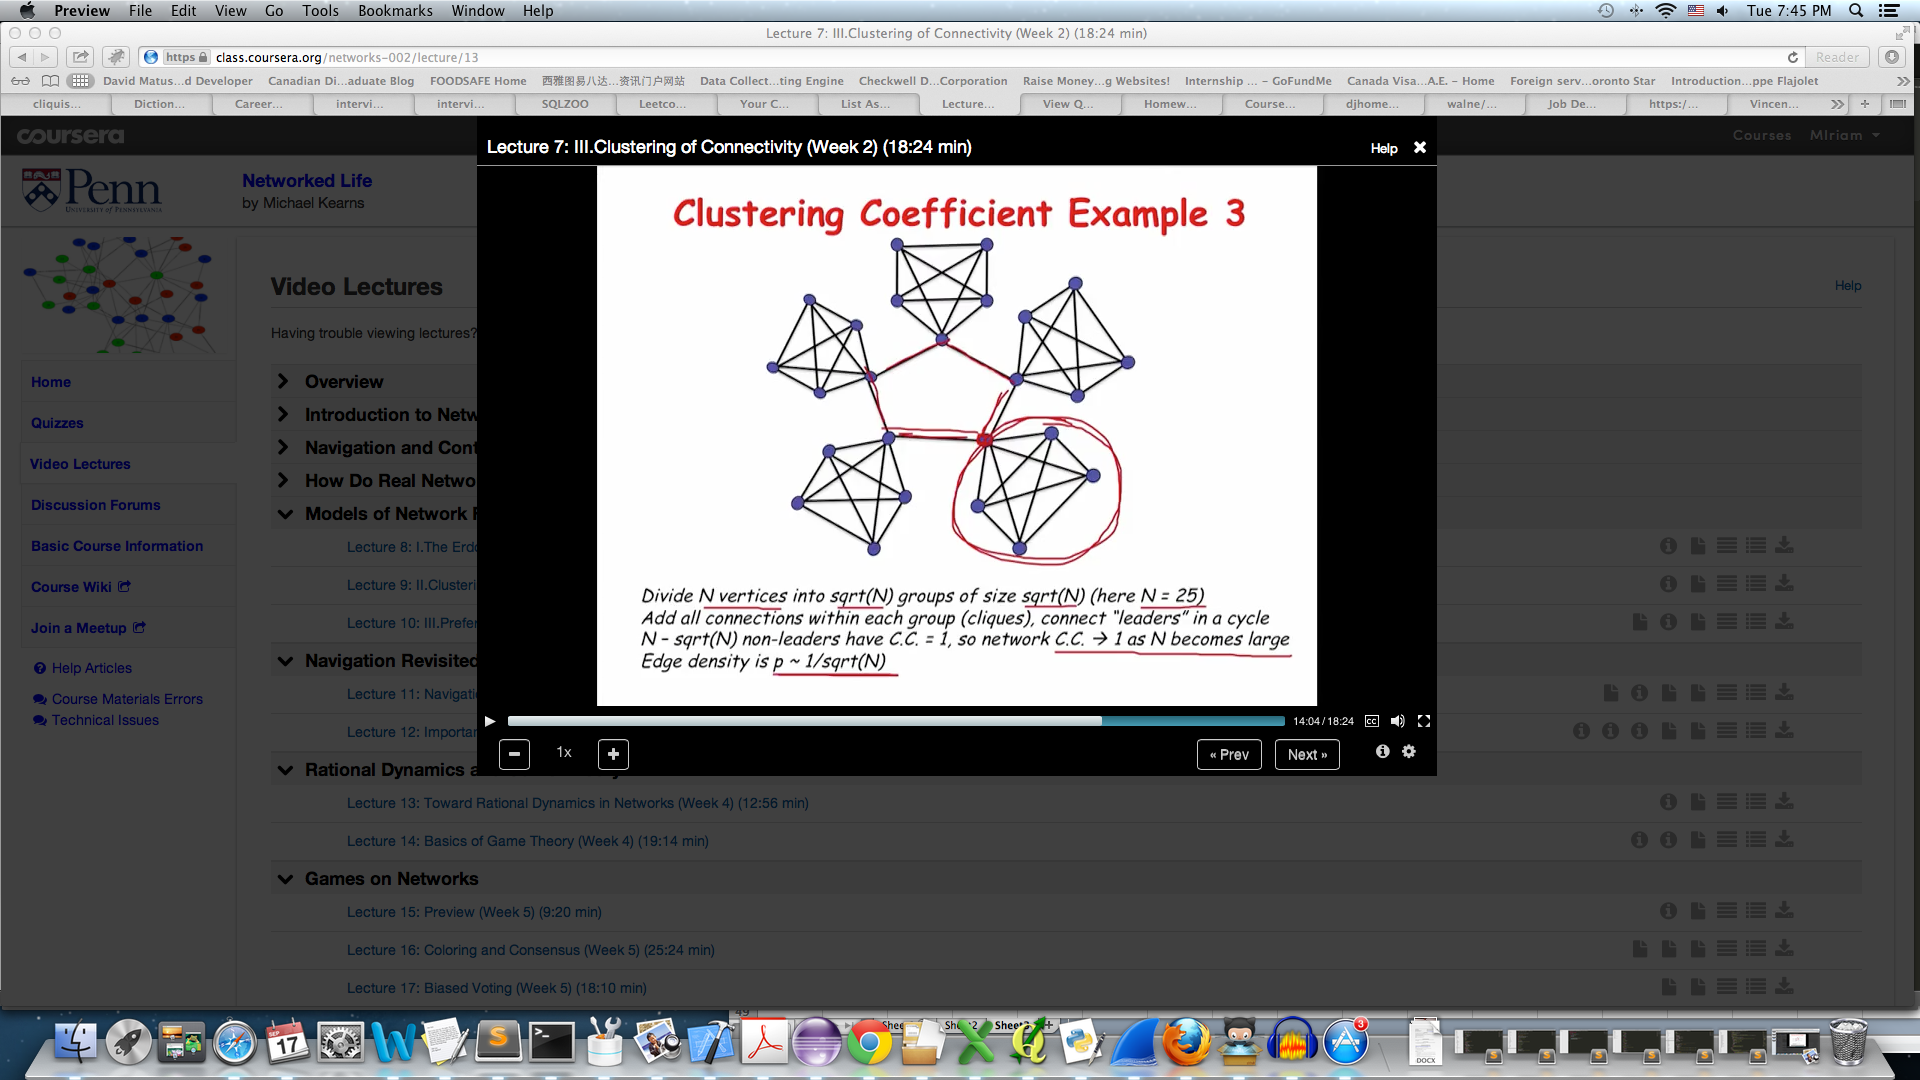 Preview File Edit View Go Tools Bookmarks Window Help Tue 7:45 PM
Lecture 7: III.Clustering of Connectivity (Week 2) (18:24 min)
https class.coursera.org/networks-002/lecture/13 Reader
David Matus...d Developer Canadian Di...aduate Blog FOODSAFE Home 西雅图易八达...资讯门户网站 Data Collect...ting Engine Checkwell D...Corporation Raise Money...g Websites! Internship ... – GoFundMe Canada Visa...A.E. – Home Foreign serv...oronto Star Introduction...ppe Flajolet
cliquis... Diction... Career... intervi... intervi... SQLZOO Leetco... Your C... List As... Lecture... View Q... Homew... Course... djhome... walne/... Job De... https:/... Vincen...
coursera Courses MIriam
Lecture 7: III.Clustering of Connectivity (Week 2) (18:24 min) Help
Penn
UNIVERSITY OF PENNSYLVANIA
Networked Life
by Michael Kearns
Clustering Coefficient Example 3
Video Lectures
Help
Having trouble viewing lectures?
Home
Quizzes
Video Lectures
Discussion Forums
Basic Course Information
Course Wiki
Join a Meetup
Help Articles
Course Materials Errors
Technical Issues
Overview
Introduction to Netw
Navigation and Cont
How Do Real Netwo
Models of Network F
Lecture 8: I.The Erdo
Lecture 9: II.Clusteri
Lecture 10: III.Prefer
Navigation Revisited
Lecture 11: Navigati
Lecture 12: Importan
Divide N vertices into sqrt(N) groups of size sqrt(N) (here N = 25)
Add all connections within each group (cliques), connect “leaders” in a cycle
N – sqrt(N) non-leaders have C.C. = 1, so network C.C. → 1 as N becomes large
Edge density is p ~ 1/sqrt(N)
14:04 / 18:24 CC
1x « Prev Next »
Rational Dynamics a
Lecture 13: Toward Rational Dynamics in Networks (Week 4) (12:56 min)
Lecture 14: Basics of Game Theory (Week 4) (19:14 min)
Games on Networks
Lecture 15: Preview (Week 5) (9:20 min)
Lecture 16: Coloring and Consensus (Week 5) (25:24 min)
Lecture 17: Biased Voting (Week 5) (18:10 min)
SEP
17
3
DOCX